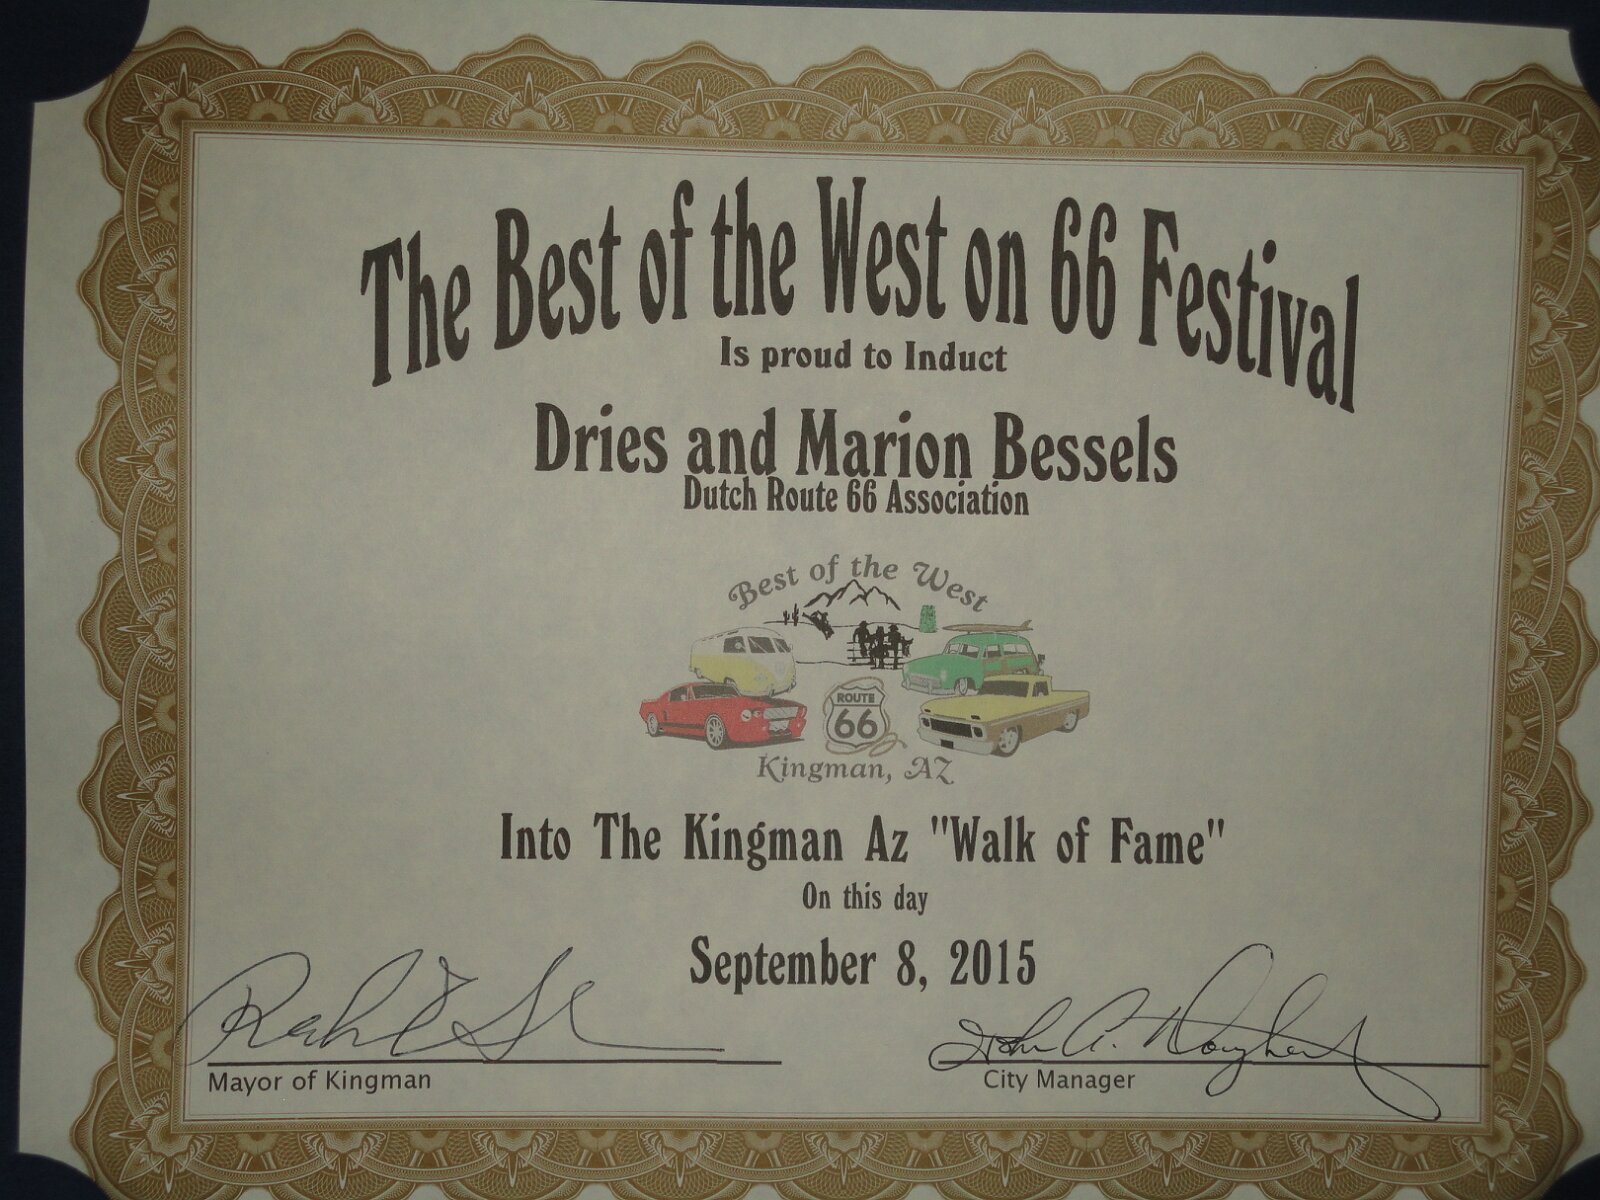 The Best of the West on 66 Festival
Is proud to Induct
Dries and Marion Bessels
Dutch Route 66 Association
Best of the West
ROUTE
66
Kingman, AZ
Into The Kingman Az "Walk of Fame"
On this day
September 8, 2015
John A. Dougherty
Mayor of Kingman
City Manager